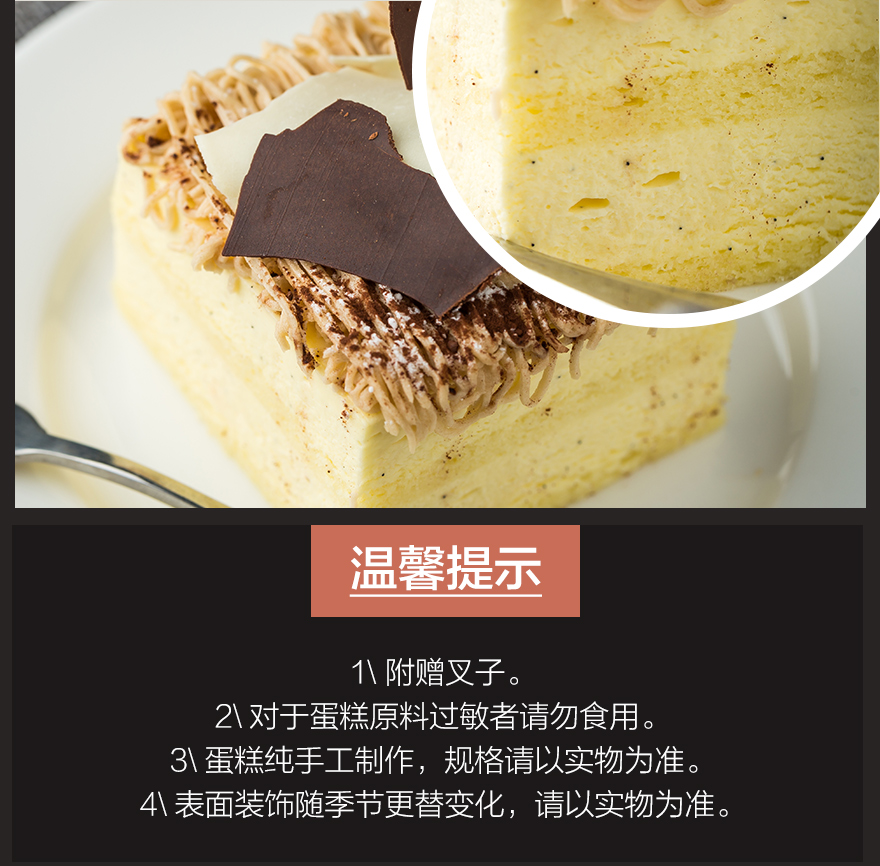 温馨提示
1\ 附赠叉子。
2\ 对于蛋糕原料过敏者请勿食用。
3\ 蛋糕纯手工制作，规格请以实物为准。
4\ 表面装饰随季节更替变化，请以实物为准。